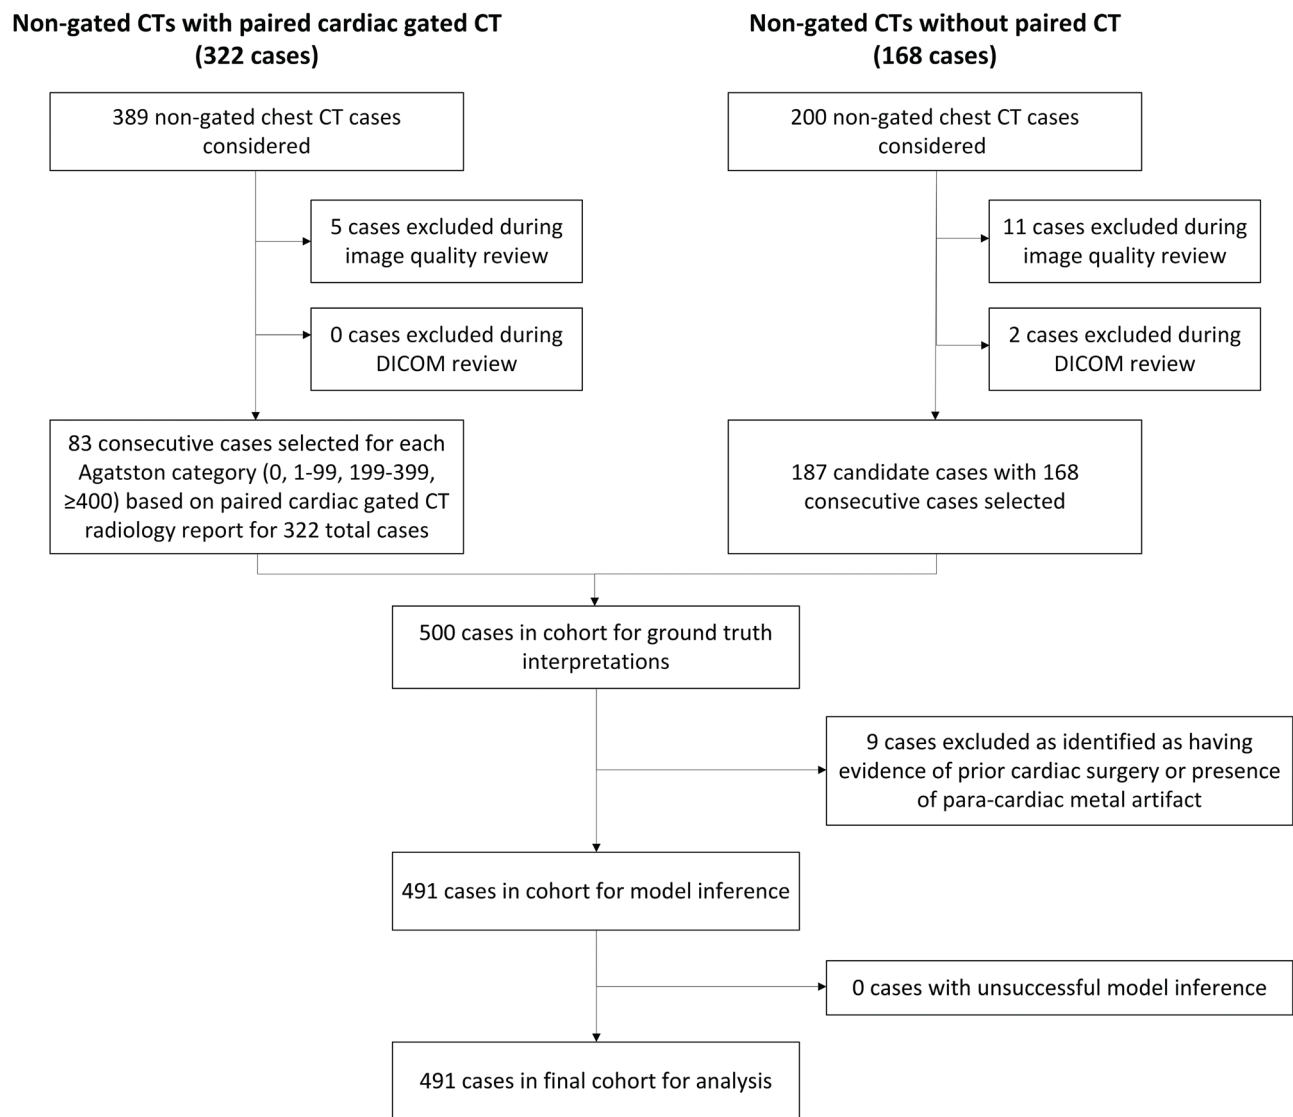 Non-gated CTs with paired cardiac gated CT
(322 cases)
Non-gated CTs without paired CT
(168 cases)
389 non-gated chest CT cases
considered
200 non-gated chest CT cases
considered
5 cases excluded during
image quality review
11 cases excluded during
image quality review
0 cases excluded during
DICOM review
2 cases excluded during
DICOM review
83 consecutive cases selected for each
Agatston category (0, 1-99, 199-399,
≥400) based on paired cardiac gated CT
radiology report for 322 total cases
187 candidate cases with 168
consecutive cases selected
500 cases in cohort for ground truth
interpretations
9 cases excluded as identified as having
evidence of prior cardiac surgery or presence
of para-cardiac metal artifact
491 cases in cohort for model inference
0 cases with unsuccessful model inference
491 cases in final cohort for analysis